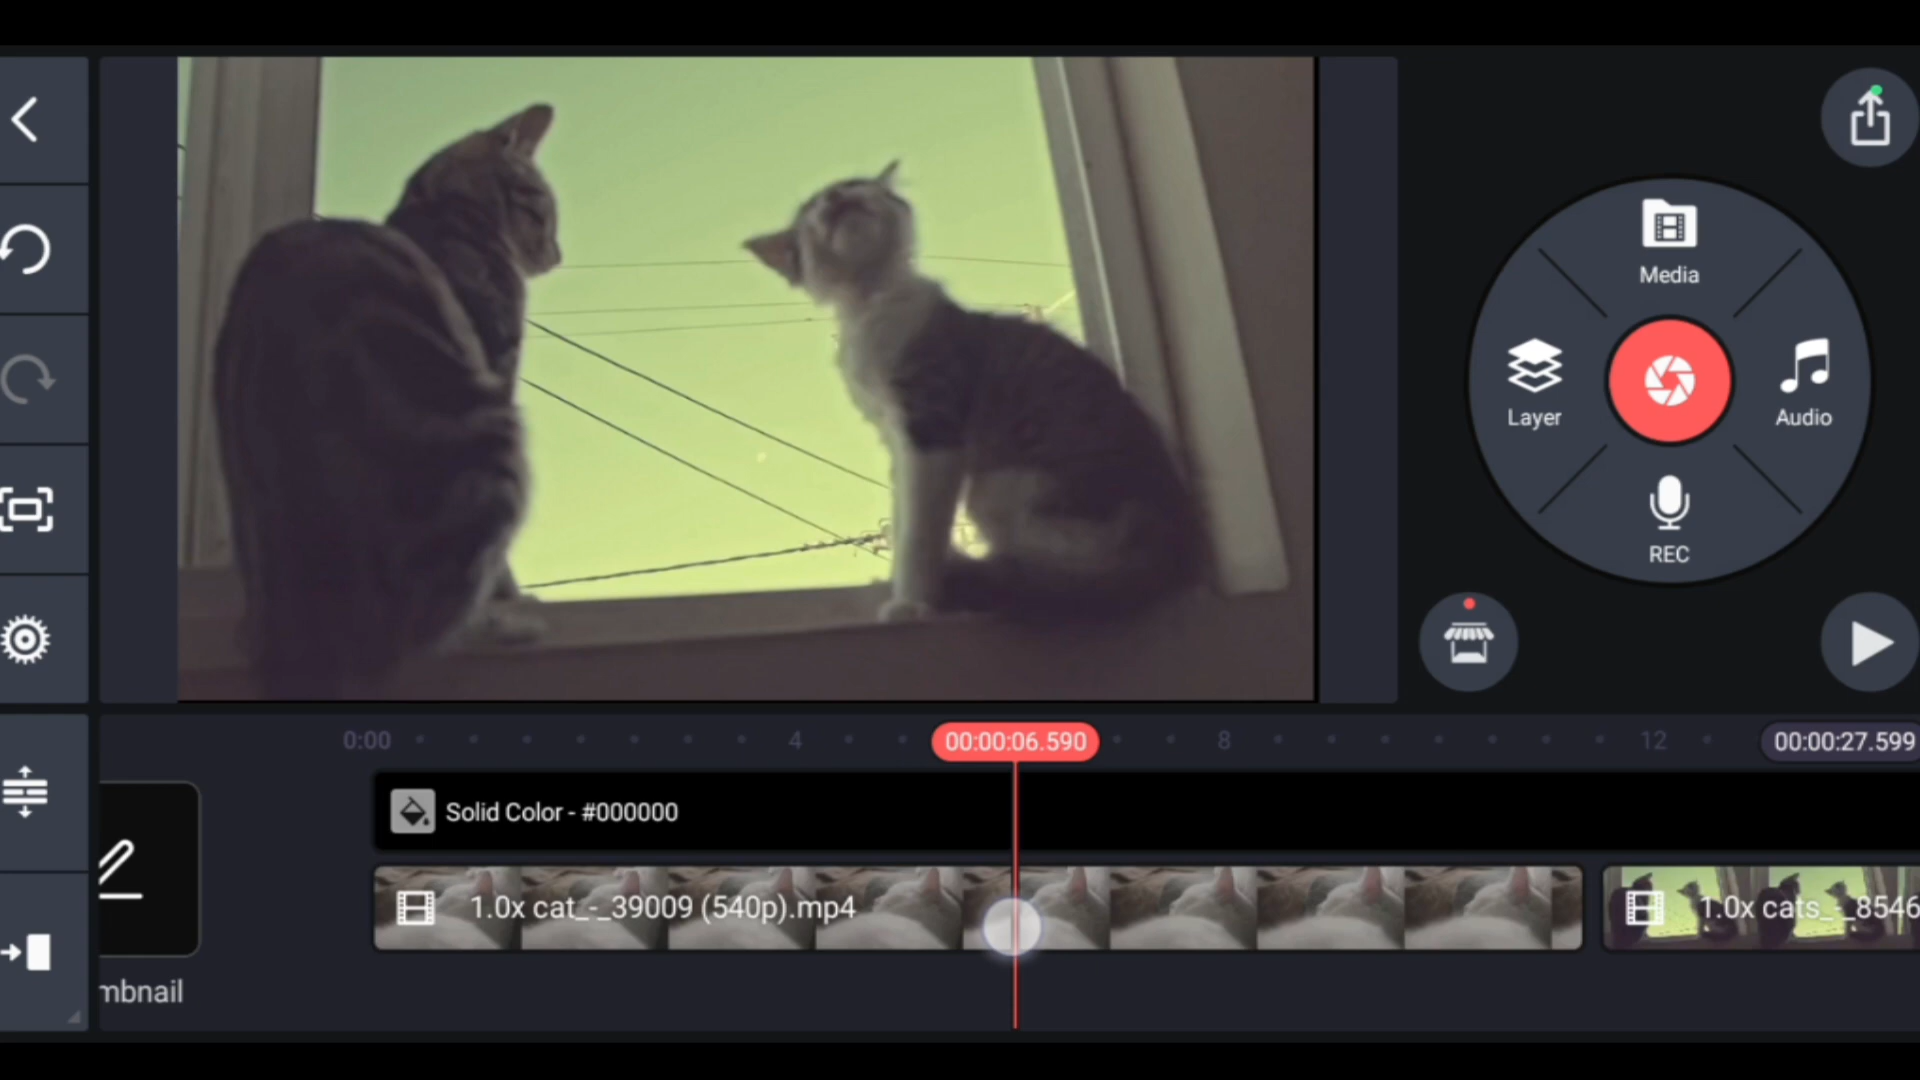 Media
Layer
Audio
REC
0:00
4
00:00:06.590
8
12
00:00:27.599
Solid Color - #000000
1.0x cat_-_39009 (540p).mp4
1.0x cats_-_8546
mbnail